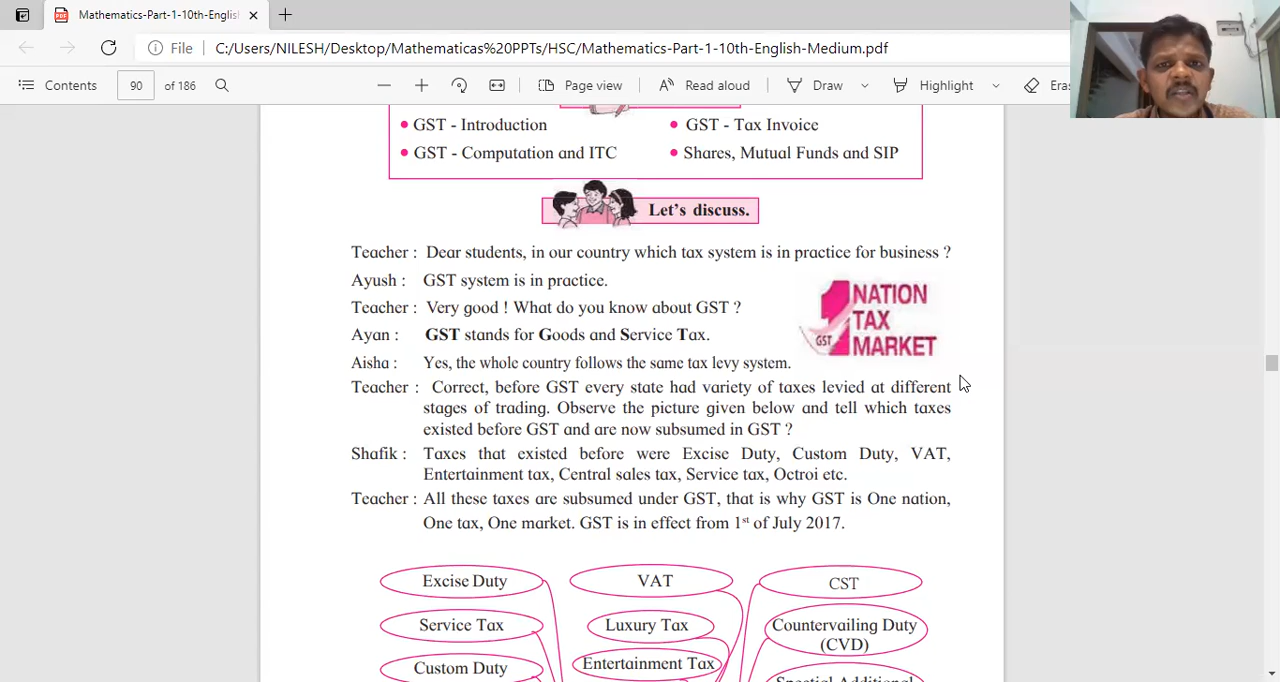 Mathematics-Part-1-10th-Englis
File
C:/Users/NILESH/Desktop/Mathematicas%20PPTs/HSC/Mathematics-Part-1-10th-English-Medium.pdf
Contents
90 of 186
Page view
Read aloud
Draw
Highlight
Eras
• GST - Introduction • GST - Tax Invoice
• GST - Computation and ITC • Shares, Mutual Funds and SIP
Let's discuss.
Teacher : Dear students, in our country which tax system is in practice for business ?
Ayush : GST system is in practice.
Teacher : Very good ! What do you know about GST ?
Ayan : GST stands for Goods and Service Tax.
Aisha : Yes, the whole country follows the same tax levy system.
1 NATION
TAX
GST MARKET
Teacher : Correct, before GST every state had variety of taxes levied at different
stages of trading. Observe the picture given below and tell which taxes
existed before GST and are now subsumed in GST ?
Shafik : Taxes that existed before were Excise Duty, Custom Duty, VAT,
Entertainment tax, Central sales tax, Service tax, Octroi etc.
Teacher : All these taxes are subsumed under GST, that is why GST is One nation,
One tax, One market. GST is in effect from 1st of July 2017.
Excise Duty VAT CST
Service Tax Luxury Tax Countervailing Duty
(CVD)
Custom Duty Entertainment Tax
Additional